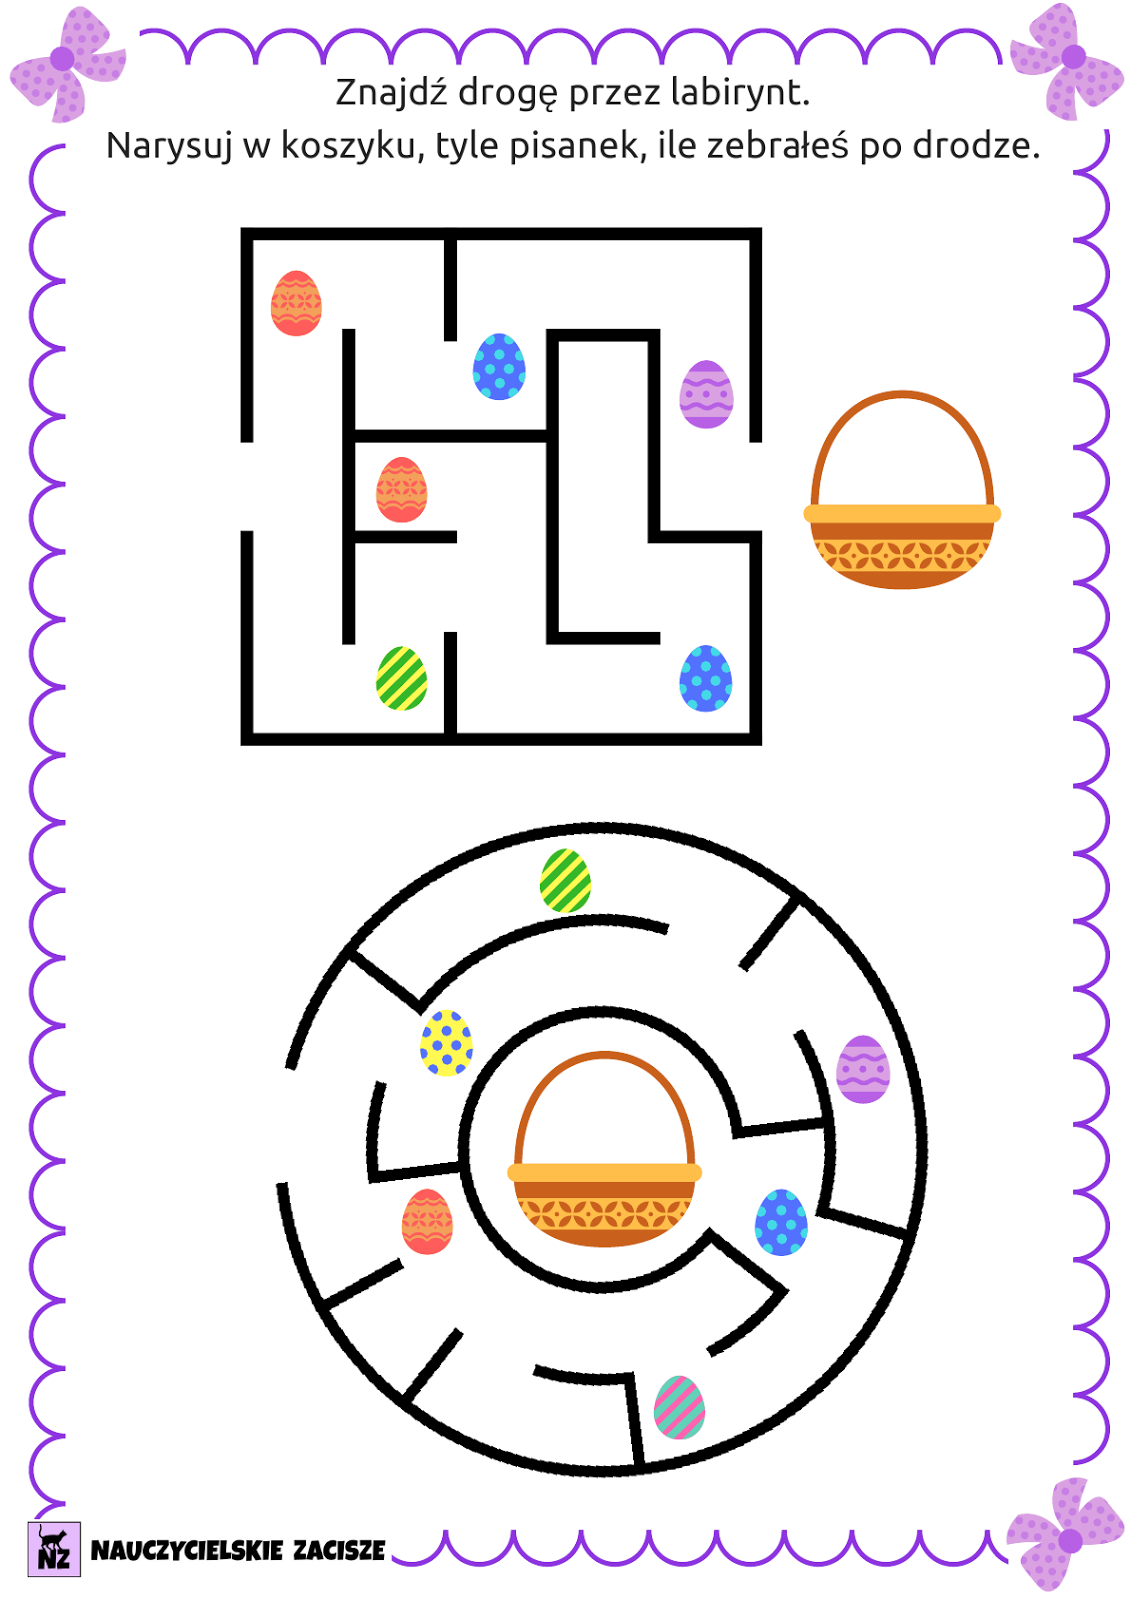 Znajdź drogę przez labirynt.
Narysuj w koszyku, tyle pisanek, ile zebrałeś po drodze.
NZ
NAUCZYCIELSKIE ZACISZE